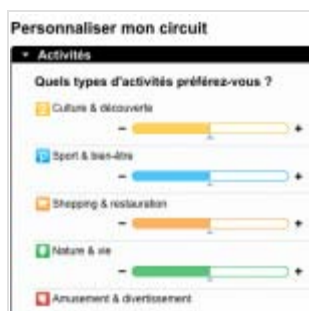 Personnaliser mon circuit
Activités
Quels types d'activités préférez-vous ?
Culture & découverte
- +
Sport & bien-être
- +
Shopping & restauration
- +
Nature & vie
- +
Amusement & divertissement